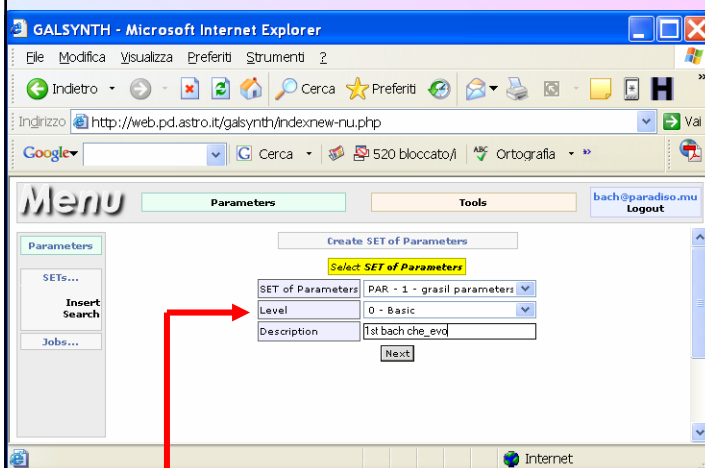 GALSYNTH - Microsoft Internet Explorer
File Modifica Visualizza Preferiti Strumenti ?
Indietro Cerca Preferiti
Indirizzo http://web.pd.astro.it/galsynth/indexnew-nu.php Vai
Google G Cerca 520 bloccato/i ABC Ortografia
Menu Parameters Tools bach@paradiso.mu
Logout
Parameters
SETs...
Insert
Search
Jobs...
Create SET of Parameters
Select SET of Parameters
SET of Parameters PAR - 1 - grasil parameters
Level 0 - Basic
Description 1st bach che_evo
Next
Internet